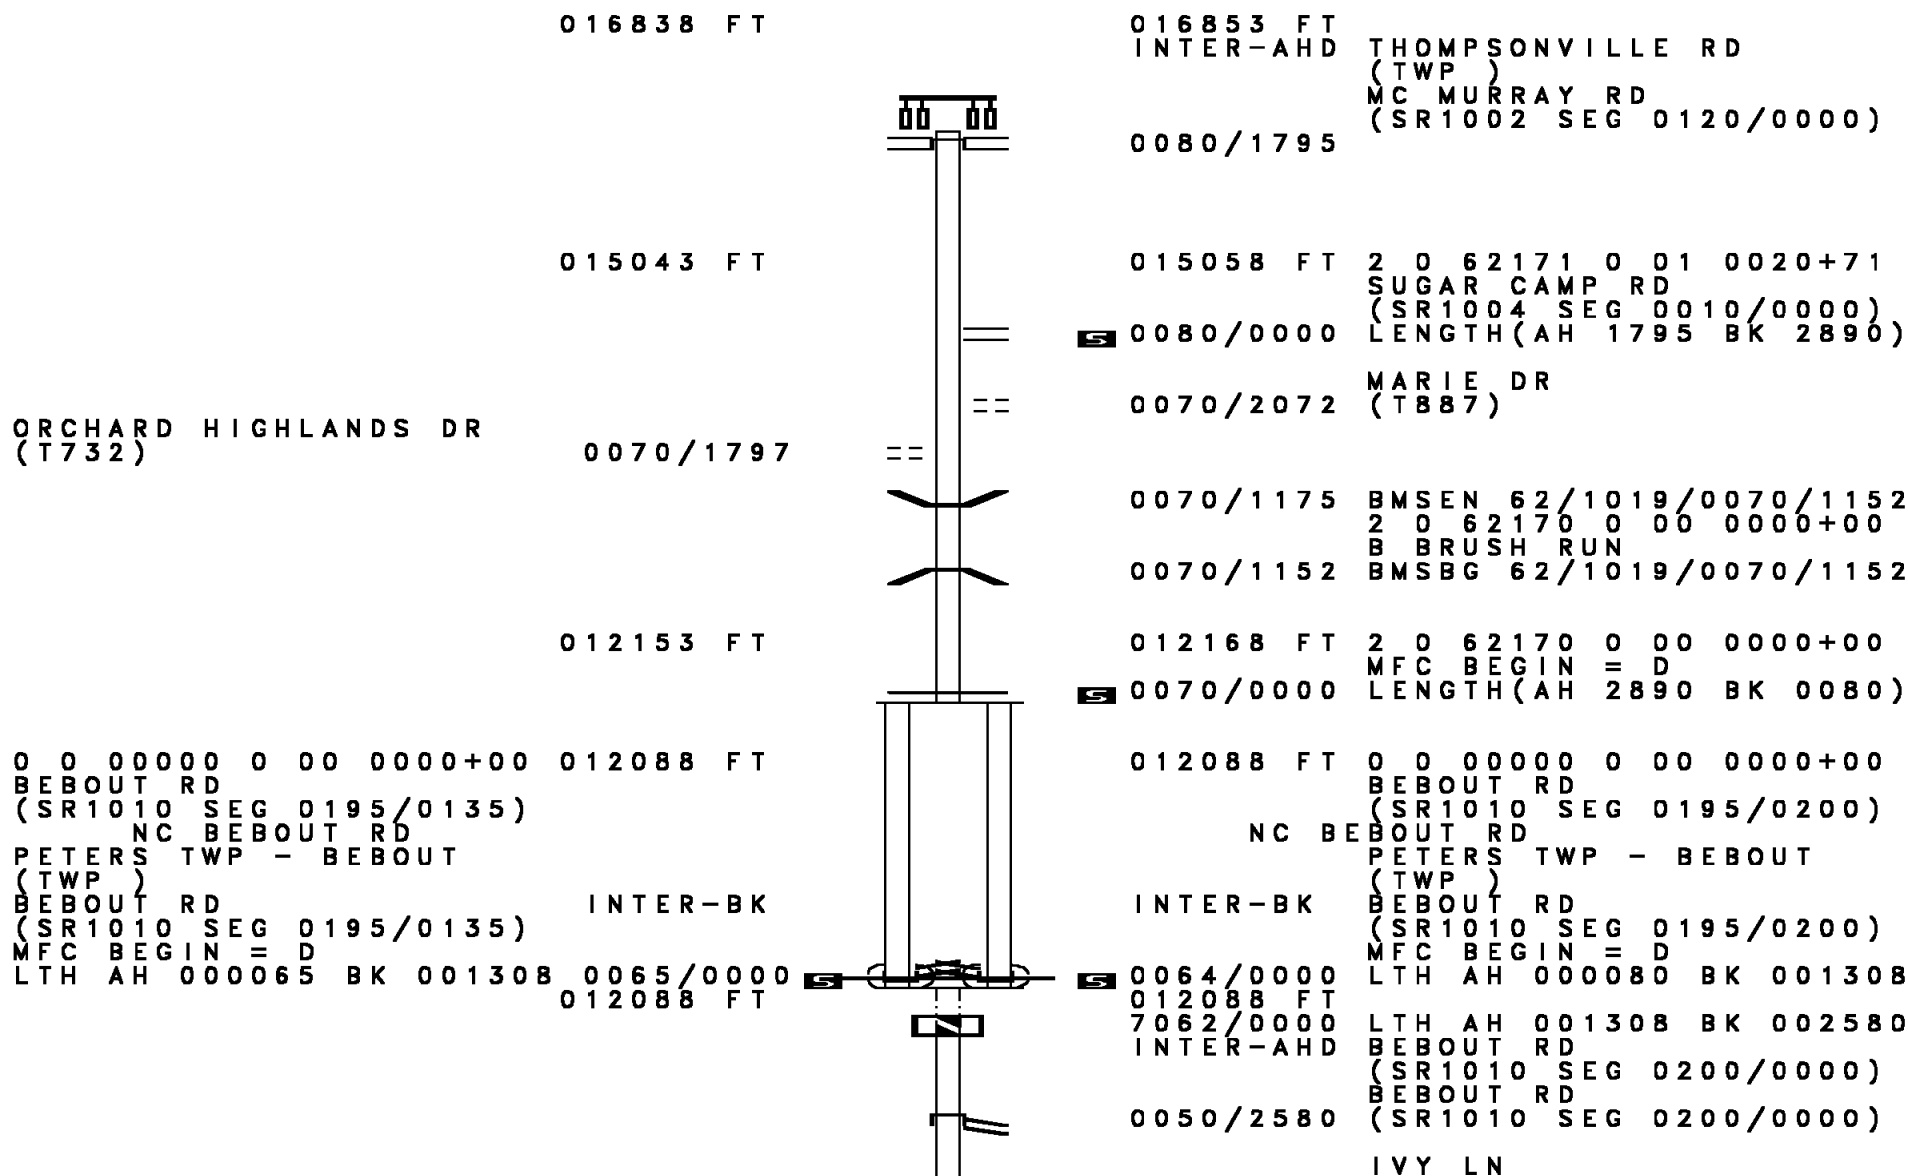 016838 FT 016853 FT
INTER-AHD THOMPSONVILLE RD
(TWP )
MC MURRAY RD
(SR1002 SEG 0120/0000)
0080/1795
015043 FT 015058 FT 2 0 62171 0 01 0020+71
SUGAR CAMP RD
(SR1004 SEG 0010/0000)
S 0080/0000 LENGTH(AH 1795 BK 2890)
MARIE DR
0070/2072 (T887)
ORCHARD HIGHLANDS DR
(T732) 0070/1797
0070/1175 BMSEN 62/1019/0070/1152
2 0 62170 0 00 0000+00
B BRUSH RUN
0070/1152 BMSBG 62/1019/0070/1152
012153 FT 012168 FT 2 0 62170 0 00 0000+00
MFC BEGIN = D
S 0070/0000 LENGTH(AH 2890 BK 0080)
0 0 00000 0 00 0000+00 012088 FT 012088 FT 0 0 00000 0 00 0000+00
BEBOUT RD BEBOUT RD
(SR1010 SEG 0195/0135) (SR1010 SEG 0195/0200)
NC BEBOUT RD NC BEBOUT RD
PETERS TWP - BEBOUT PETERS TWP - BEBOUT
(TWP ) (TWP )
BEBOUT RD INTER-BK INTER-BK BEBOUT RD
(SR1010 SEG 0195/0135) (SR1010 SEG 0195/0200)
MFC BEGIN = D MFC BEGIN = D
LTH AH 000065 BK 001308 0065/0000 S S 0064/0000 LTH AH 000080 BK 001308
012088 FT 012088 FT
7062/0000 LTH AH 001308 BK 002580
INTER-AHD BEBOUT RD
(SR1010 SEG 0200/0000)
BEBOUT RD
0050/2580 (SR1010 SEG 0200/0000)
IVY LN